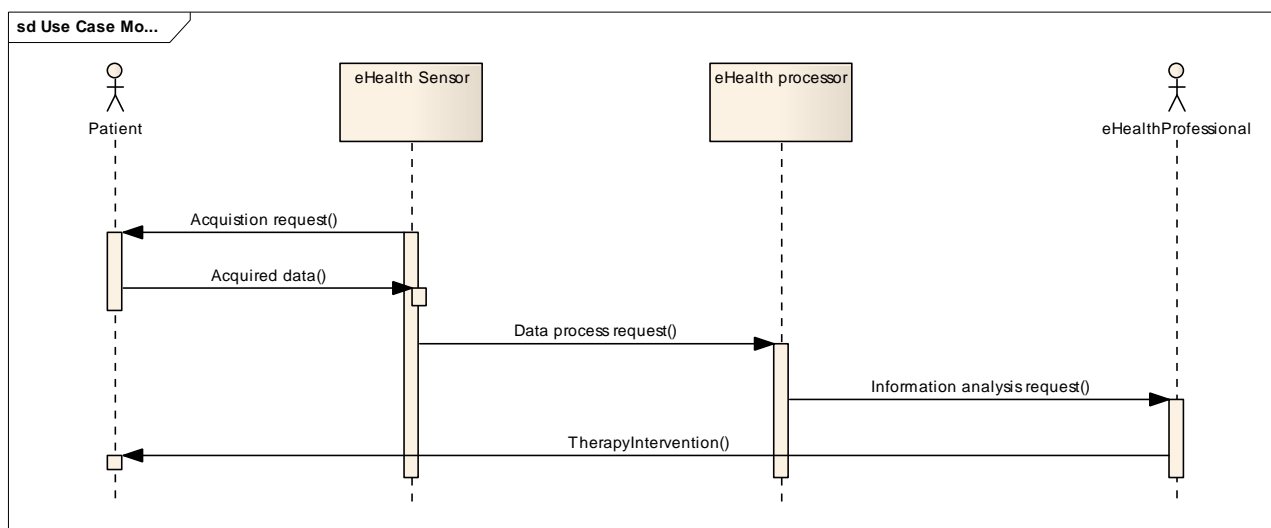 sd Use Case Mo...
Patient
eHealth Sensor
eHealth processor
eHealthProfessional
Acquistion request()
Acquired data()
Data process request()
Information analysis request()
TherapyIntervention()